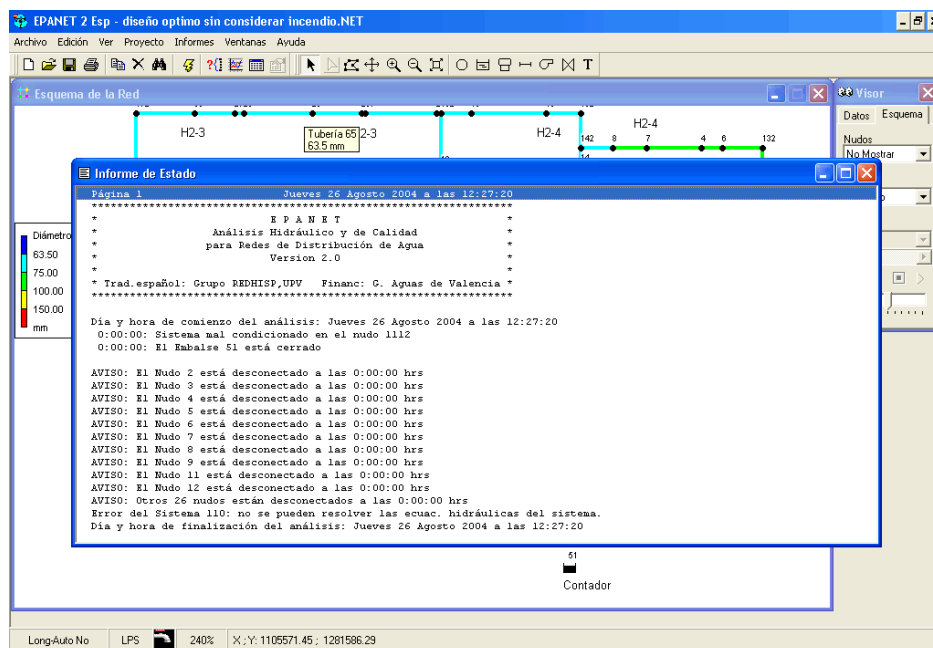 EPANET 2 Esp - diseño optimo sin considerar incendio.NET
Archivo Edición Ver Proyecto Informes Ventanas Ayuda
T
Esquema de la Red
Visor
Datos Esquema
Nudos
No Mostrar
H2-3
Tubería 65
63.5 mm
2-3
H2-4
H2-4
142 8 7 4 6 132
14
Diámetro
63.50
75.00
100.00
150.00
mm
Informe de Estado
Página 1 Jueves 26 Agosto 2004 a las 12:27:20
******************************************************************
* E P A N E T *
* Análisis Hidráulico y de Calidad *
* para Redes de Distribución de Agua *
* Version 2.0 *
* *
* Trad.español: Grupo REDHISP,UPV Financ: G. Aguas de Valencia *
******************************************************************
Día y hora de comienzo del análisis: Jueves 26 Agosto 2004 a las 12:27:20
0:00:00: Sistema mal condicionado en el nudo 1112
0:00:00: El Embalse 51 está cerrado
AVISO: El Nudo 2 está desconectado a las 0:00:00 hrs
AVISO: El Nudo 3 está desconectado a las 0:00:00 hrs
AVISO: El Nudo 4 está desconectado a las 0:00:00 hrs
AVISO: El Nudo 5 está desconectado a las 0:00:00 hrs
AVISO: El Nudo 6 está desconectado a las 0:00:00 hrs
AVISO: El Nudo 7 está desconectado a las 0:00:00 hrs
AVISO: El Nudo 8 está desconectado a las 0:00:00 hrs
AVISO: El Nudo 9 está desconectado a las 0:00:00 hrs
AVISO: El Nudo 11 está desconectado a las 0:00:00 hrs
AVISO: El Nudo 12 está desconectado a las 0:00:00 hrs
AVISO: Otros 26 nudos están desconectados a las 0:00:00 hrs
Error del Sistema 110: no se pueden resolver las ecuac. hidráulicas del sistema.
Día y hora de finalización del análisis: Jueves 26 Agosto 2004 a las 12:27:20
51
Contador
Long-Auto No LPS 240% X ; Y: 1105571.45 ; 1281586.29